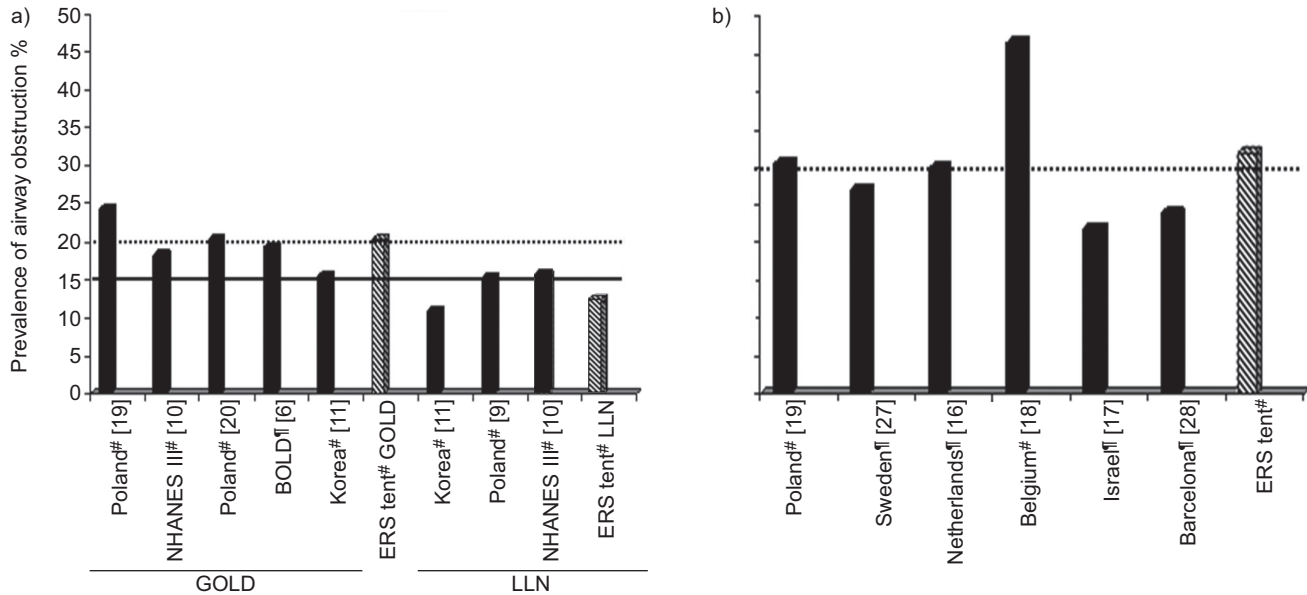 a)
Prevalence of airway obstruction %
50
45
40
35
30
25
20
15
10
5
0
Poland# [19]
NHANES III# [10]
Poland# [20]
BOLD¶ [6]
Korea# [11]
ERS tent# GOLD
Korea# [11]
Poland# [9]
NHANES III# [10]
ERS tent# LLN
GOLD
LLN
b)
Poland# [19]
Sweden¶ [27]
Netherlands¶ [16]
Belgium# [18]
Israel¶ [17]
Barcelona¶ [28]
ERS tent#